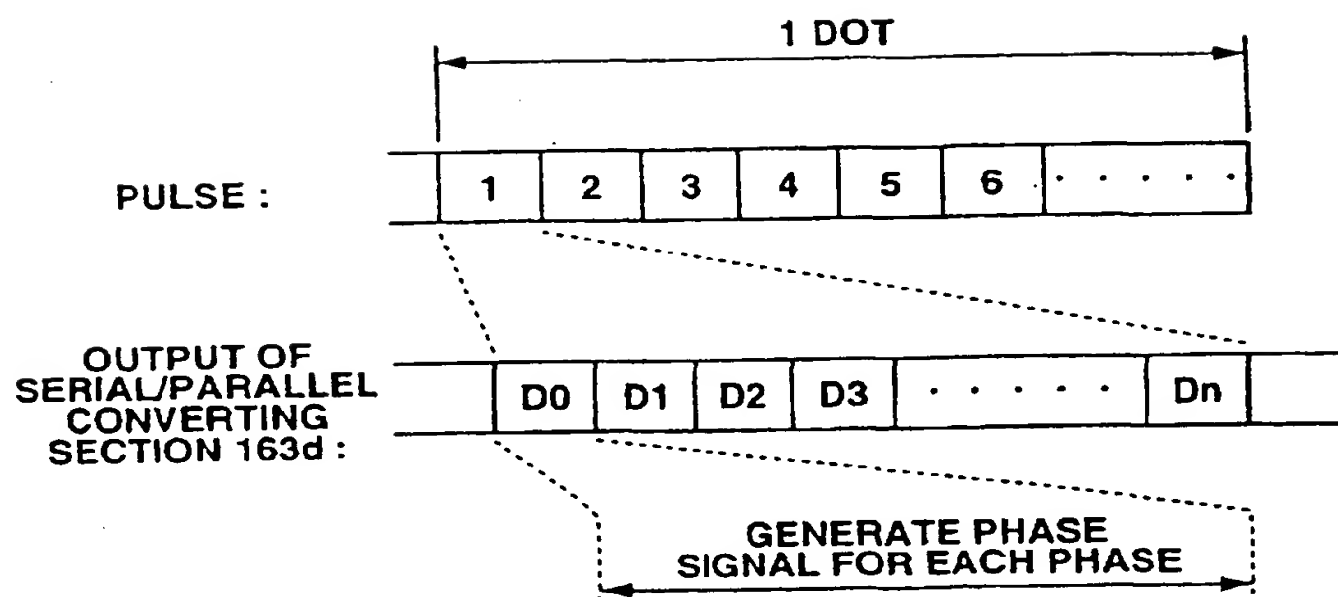 1 DOT
PULSE : 1 2 3 4 5 6 · · · · ·
OUTPUT OF
SERIAL/PARALLEL
CONVERTING
SECTION 163d :
D0 D1 D2 D3 · · · · · Dn
GENERATE PHASE
SIGNAL FOR EACH PHASE